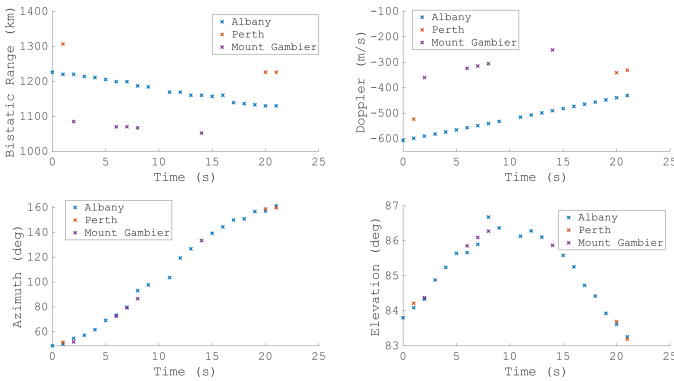 1400
1300
1200
1100
1000
Bistatic Range (km)
Albany
Perth
Mount Gambier
0 5 10 15 20 25
Time (s)
-100
-200
-300
-400
-500
-600
Doppler (m/s)
Albany
Perth
Mount Gambier
0 5 10 15 20 25
Time (s)
160
140
120
100
80
60
Azimuth (deg)
Albany
Perth
Mount Gambier
0 5 10 15 20 25
Time (s)
87
86
85
84
83
Elevation (deg)
Albany
Perth
Mount Gambier
0 5 10 15 20 25
Time (s)